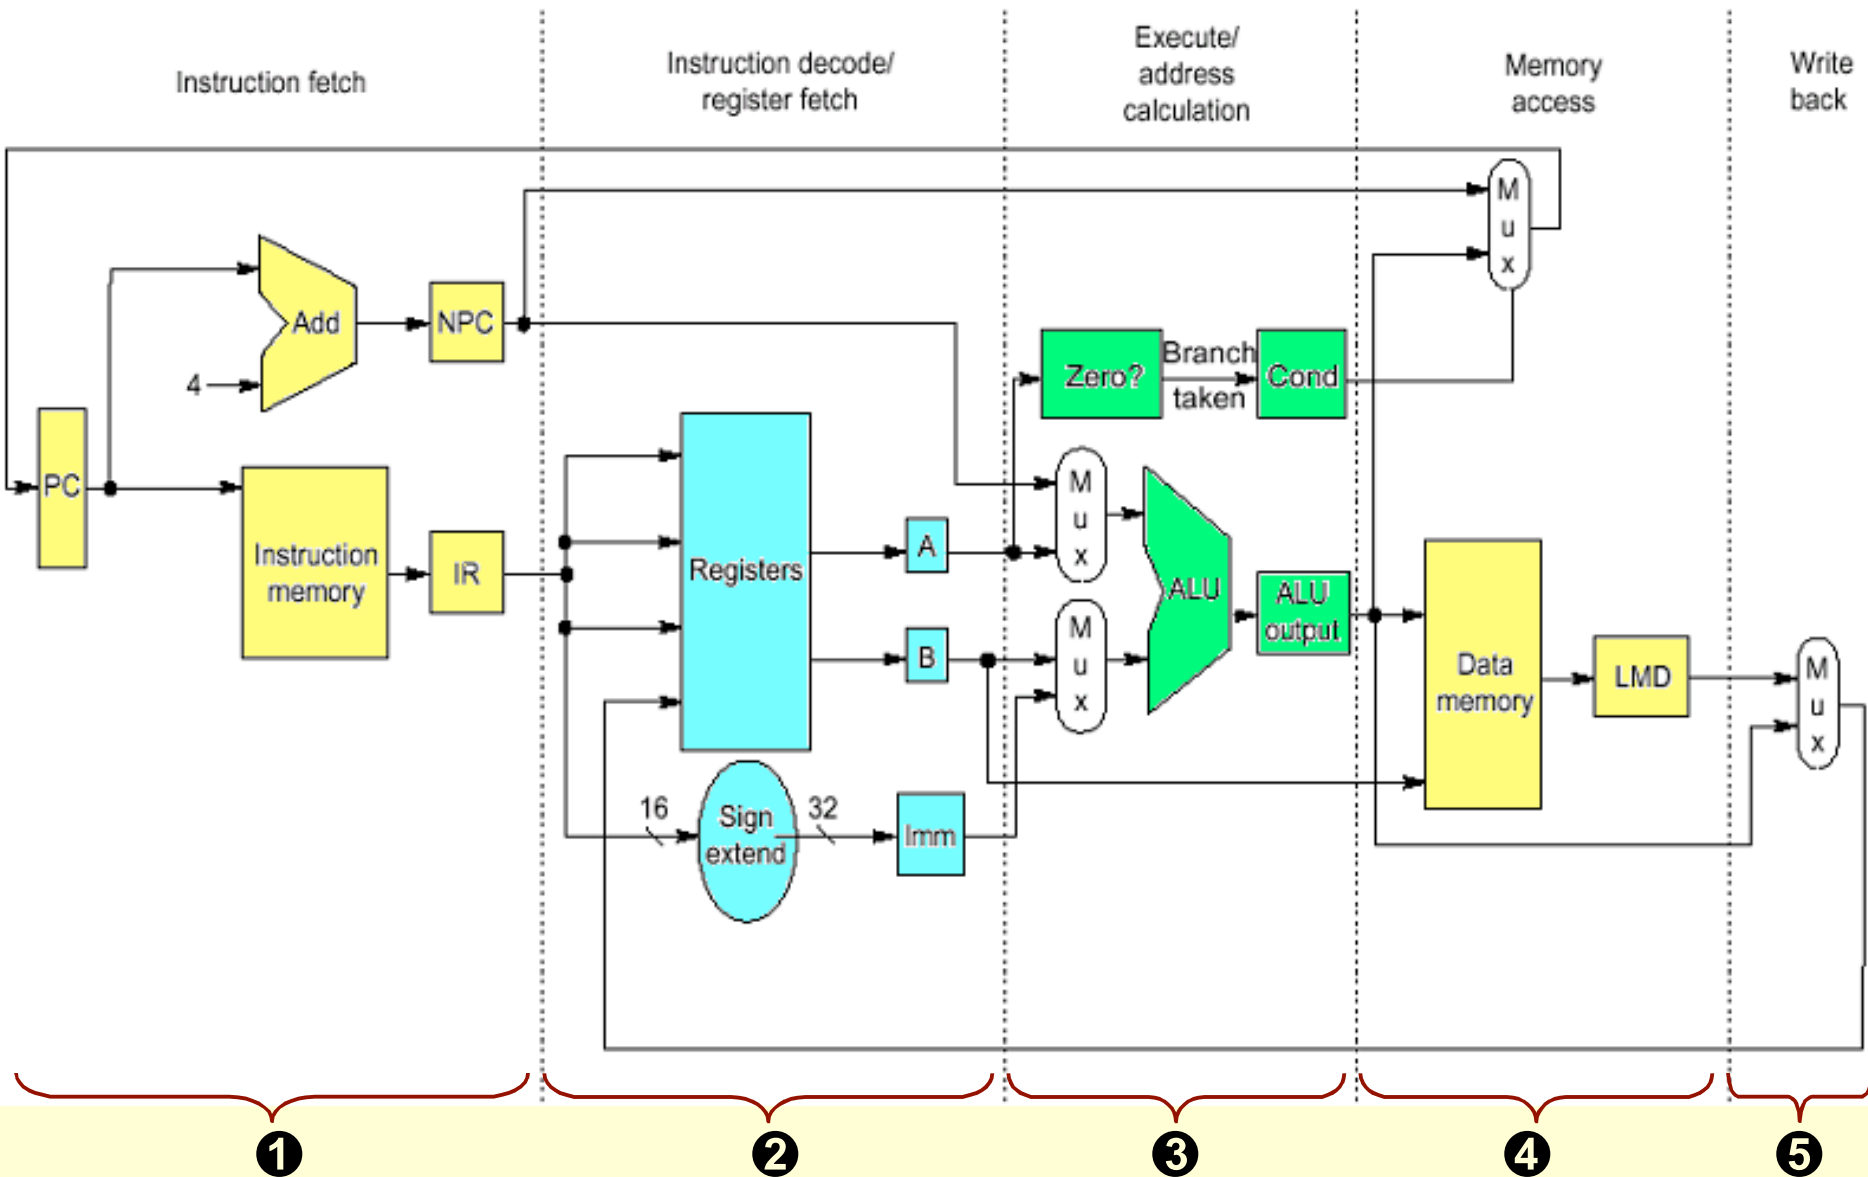 Instruction fetch
Instruction decode/
register fetch
Execute/
address
calculation
Memory
access
Write
back
M
u
x
Add
NPC
4
Zero?
Branch
taken
Cond
PC
Instruction
memory
IR
Registers
A
B
M
u
x
M
u
x
ALU
ALU
output
Data
memory
LMD
M
u
x
16
Sign
extend
32
Imm
1
2
3
4
5